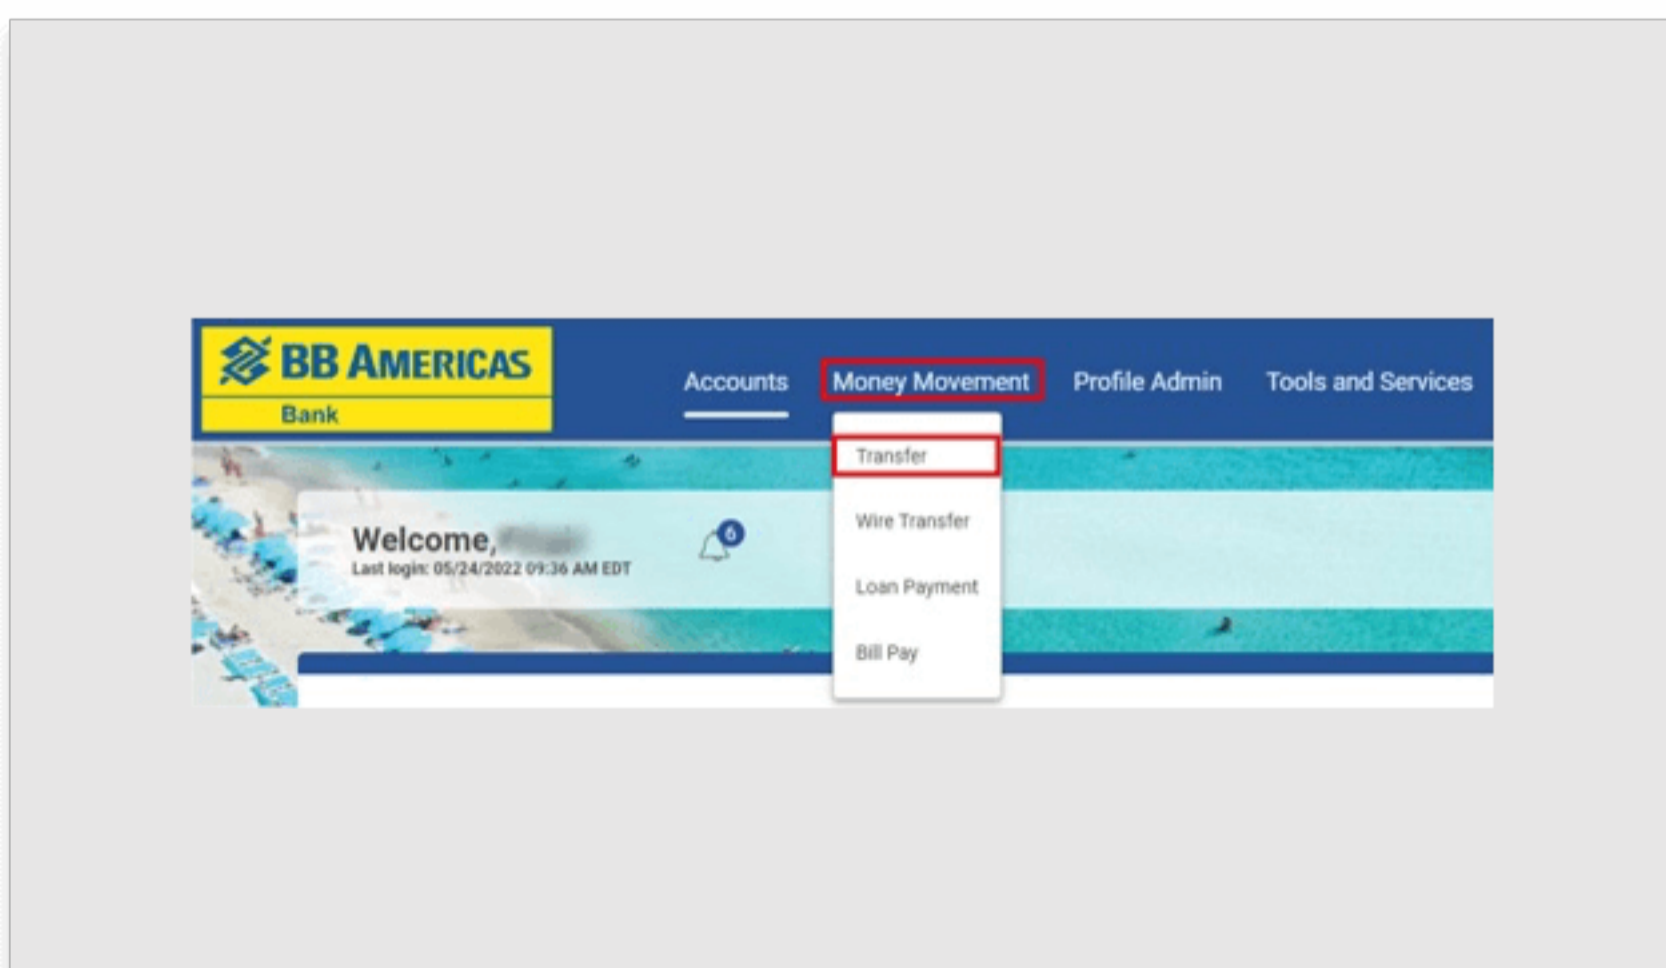 BB AMERICAS
Bank
Accounts Money Movement Profile Admin Tools and Services
Transfer
Wire Transfer
Loan Payment
Bill Pay
Welcome,
6
Last login: 05/24/2022 09:36 AM EDT